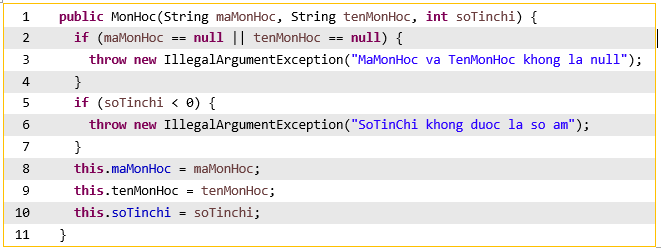 1 public MonHoc(String maMonHoc, String tenMonHoc, int soTinchi) {
2 if (maMonHoc == null || tenMonHoc == null) {
3 throw new IllegalArgumentException("MaMonHoc va TenMonHoc khong la null");
4 }
5 if (soTinchi < 0) {
6 throw new IllegalArgumentException("SoTinChi khong duoc la so am");
7 }
8 this.maMonHoc = maMonHoc;
9 this.tenMonHoc = tenMonHoc;
10 this.soTinchi = soTinchi;
11 }